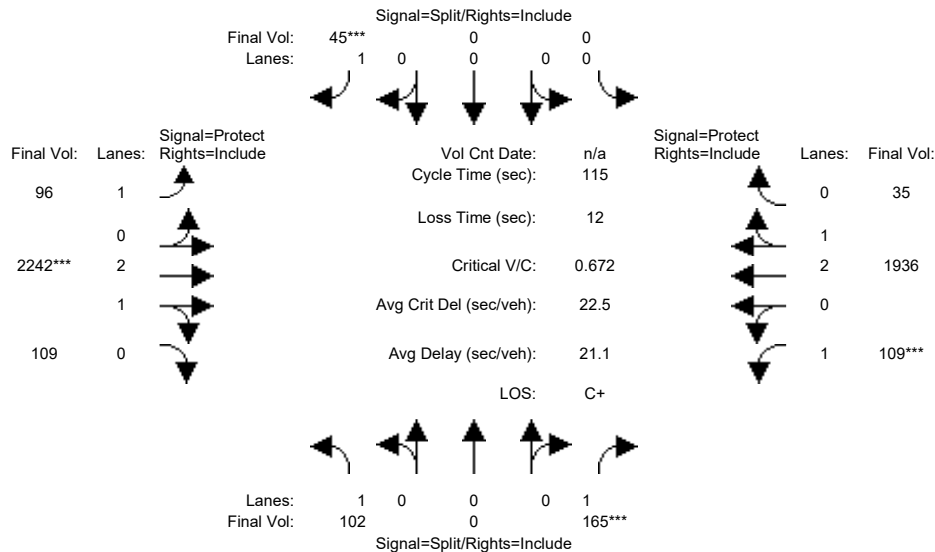 Signal=Split/Rights=Include
Final Vol: 45*** 0 0
Lanes: 1 0 0 0 0
Signal=Protect Signal=Protect
Final Vol: Lanes: Rights=Include Vol Cnt Date: n/a Rights=Include Lanes: Final Vol:
Cycle Time (sec): 115
96 1 0 35
Loss Time (sec): 12
0 1
2242*** 2 Critical V/C: 0.672 2 1936
1 Avg Crit Del (sec/veh): 22.5 0
109 0 Avg Delay (sec/veh): 21.1 1 109***
LOS: C+
Lanes: 1 0 0 0 1
Final Vol: 102 0 165***
Signal=Split/Rights=Include